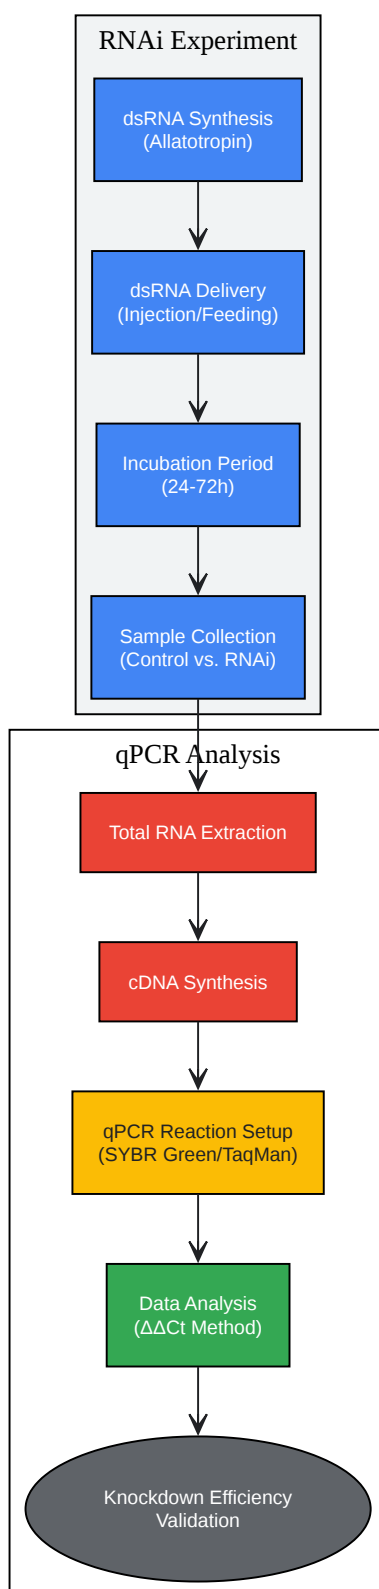 RNAi Experiment
dsRNA Synthesis
(Allatotropin)
dsRNA Delivery
(Injection/Feeding)
Incubation Period
(24-72h)
Sample Collection
(Control vs. RNAi)
qPCR Analysis
Total RNA Extraction
cDNA Synthesis
qPCR Reaction Setup
(SYBR Green/TaqMan)
Data Analysis
(ΔΔCt Method)
Knockdown Efficiency
Validation